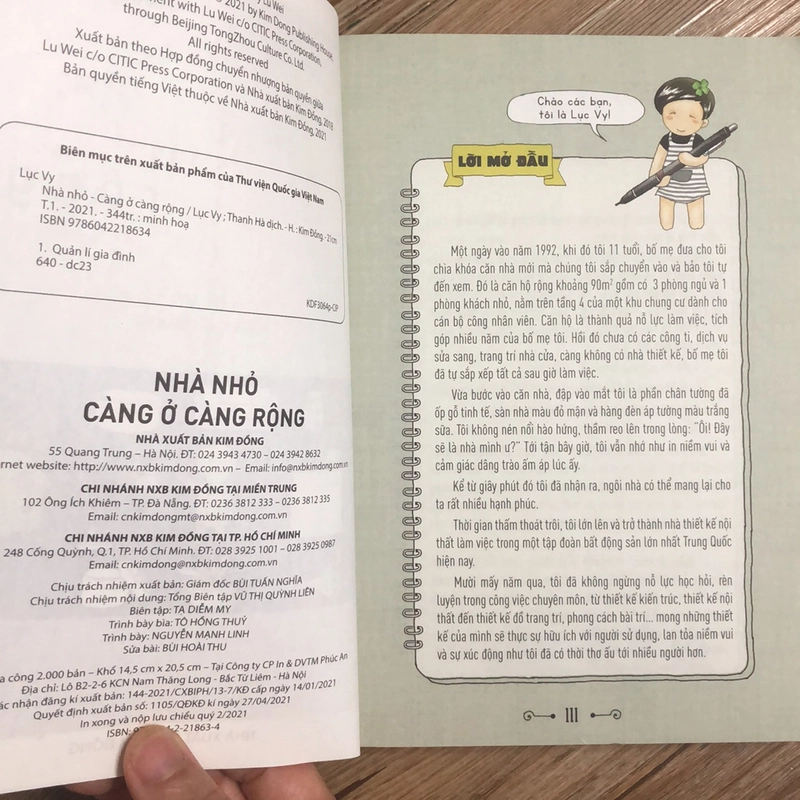 y Lu Wei
2021 by Kim Dong Publishing House
ment with Lu Wei c/o CITIC Press Corporation,
through Beijing TongZhou Culture Co. Ltd.
All rights reserved
Xuất bản theo Hợp đồng chuyển nhượng bản quyền giữa
Lu Wei c/o CITIC Press Corporation và Nhà xuất bản Kim Đồng, 2018
Bản quyền tiếng Việt thuộc về Nhà xuất bản Kim Đồng, 2021
Biên mục trên xuất bản phẩm của Thư viện Quốc gia Việt Nam
Lục Vy
Nhà nhỏ - Càng ở càng rộng / Lục Vy ; Thanh Hà dịch. - H. : Kim Đồng. - 21cm
T.1. - 2021. - 344tr. : minh hoạ
ISBN 9786042218634
1. Quản lí gia đình
640 - dc23
KDF3064p-CIP
NHÀ NHỎ
CÀNG Ở CÀNG RỘNG
NHÀ XUẤT BẢN KIM ĐỒNG
55 Quang Trung – Hà Nội. ĐT: 024 3943 4730 – 024 3942 8632
ernet website: http://www.nxbkimdong.com.vn – Email: info@nxbkimdong.com.vn
CHI NHÁNH NXB KIM ĐỒNG TẠI MIỀN TRUNG
102 Ông Ích Khiêm – TP. Đà Nẵng. ĐT: 0236 3812 333 – 0236 3812 335
Email: cnkimdongmt@nxbkimdong.com.vn
CHI NHÁNH NXB KIM ĐỒNG TẠI TP. HỒ CHÍ MINH
248 Cống Quỳnh, Q.1, TP. Hồ Chí Minh. ĐT: 028 3925 1001 – 028 3925 0987
Email: cnkimdong@nxbkimdong.com.vn
Chịu trách nhiệm xuất bản: Giám đốc BÙI TUẤN NGHĨA
Chịu trách nhiệm nội dung: Tổng Biên tập VŨ THỊ QUỲNH LIÊN
Biên tập: TẠ DIỄM MY
Trình bày bìa: TÔ HỒNG THUỶ
Trình bày: NGUYỄN MẠNH LINH
Sửa bài: BÙI HOÀI THU
a công 2.000 bản – Khổ 14,5 cm x 20,5 cm – Tại Công ty CP In & DVTM Phúc An
Địa chỉ: Lô B2-2-6 KCN Nam Thăng Long - Bắc Từ Liêm - Hà Nội
ác nhận đăng kí xuất bản: 144-2021/CXBIPH/13-7/KĐ cấp ngày 14/01/2021
Quyết định xuất bản số: 1105/QĐKĐ kí ngày 27/04/2021
In xong và nộp lưu chiểu quý 2/2021
ISBN: 2-21863-4
Chào các bạn,
tôi là Lục Vy!
LỜI MỞ ĐẦU
Một ngày vào năm 1992, khi đó tôi 11 tuổi, bố mẹ đưa cho tôi
chìa khóa căn nhà mới mà chúng tôi sắp chuyển vào và bảo tôi tự
đến xem. Đó là căn hộ rộng khoảng 90m² gồm có 3 phòng ngủ và 1
phòng khách nhỏ, nằm trên tầng 4 của một khu chung cư dành cho
cán bộ công nhân viên. Căn hộ là thành quả nỗ lực làm việc, tích
góp nhiều năm của bố mẹ tôi. Hồi đó chưa có các công ti, dịch vụ
sửa sang, trang trí nhà cửa, càng không có nhà thiết kế, bố mẹ tôi
đã tự sắp xếp tất cả sau giờ làm việc.
Vừa bước vào căn nhà, đập vào mắt tôi là phần chân tường đã
ốp gỗ tinh tế, sàn nhà màu đỏ mận và hàng đèn áp tường màu trắng
sữa. Tôi không nén nổi hào hứng, thầm reo lên trong lòng: “Ôi! Đây
sẽ là nhà mình ư?” Tới tận bây giờ, tôi vẫn nhớ như in niềm vui và
cảm giác dâng trào ấm áp lúc ấy.
Kể từ giây phút đó tôi đã nhận ra, ngôi nhà có thể mang lại cho
ta rất nhiều hạnh phúc.
Thời gian thấm thoát trôi, tôi lớn lên và trở thành nhà thiết kế nội
thất làm việc trong một tập đoàn bất động sản lớn nhất Trung Quốc
hiện nay.
Mười mấy năm qua, tôi đã không ngừng nỗ lực học hỏi, rèn
luyện trong công việc chuyên môn, từ thiết kế kiến trúc, thiết kế nội
thất đến thiết kế đồ trang trí, phong cách bài trí... mong những thiết
kế của mình sẽ thực sự hữu ích với người sử dụng, lan tỏa niềm vui
và sự xúc động như tôi đã có thời thơ ấu tới nhiều người hơn.
III